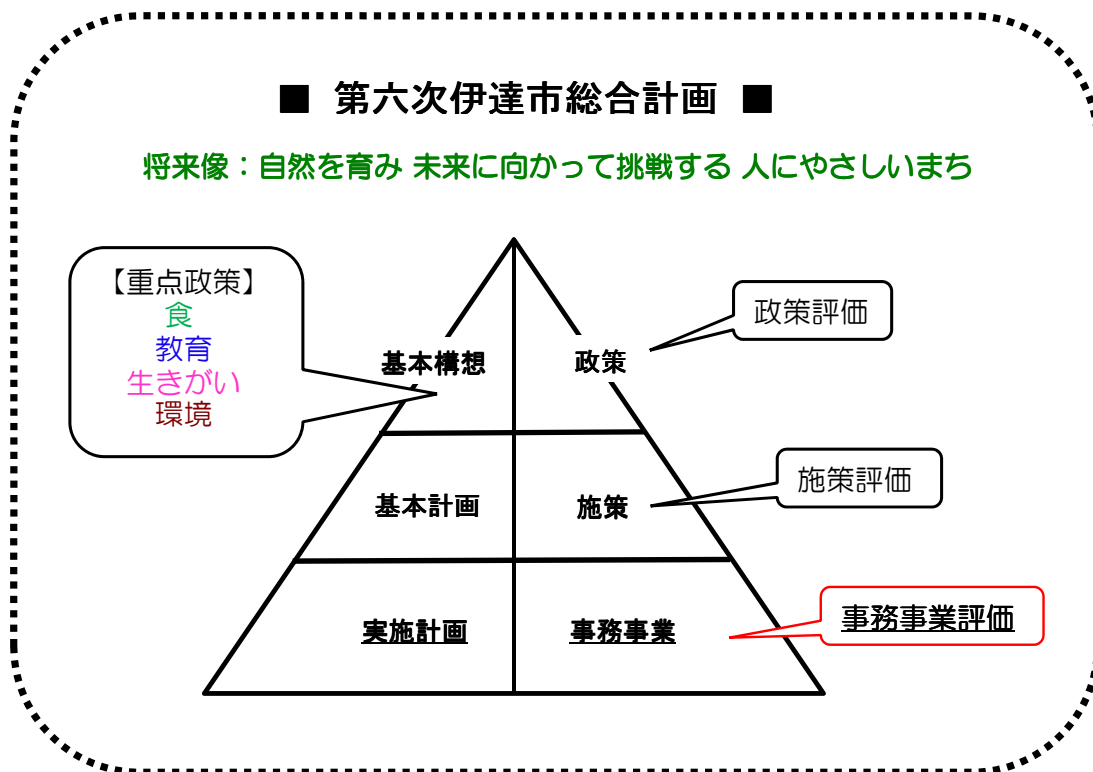 ■ 第六次伊達市総合計画 ■
将来像：自然を育み 未来に向かって挑戦する 人にやさしいまち
【重点政策】
食
教育
生きがい
環境
基本構想
政策
政策評価
基本計画
施策
施策評価
実施計画
事務事業
事務事業評価